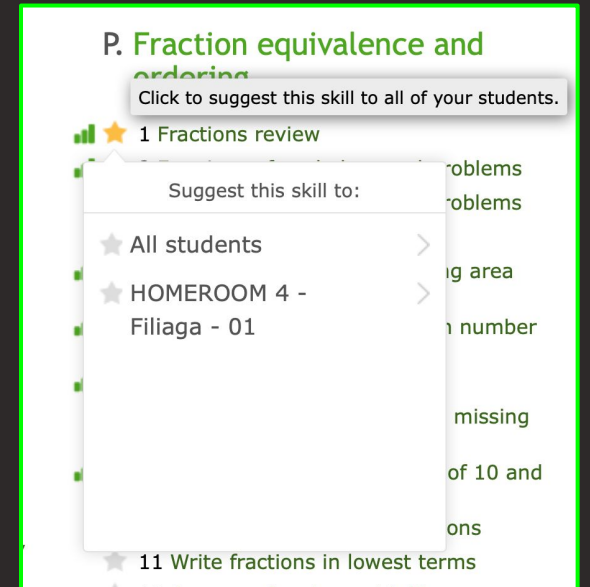 P. Fraction equivalence and
ordering
Click to suggest this skill to all of your students.
1 Fractions review
roblems
Suggest this skill to:
roblems
All students
g area
HOMEROOM 4 -
Filiaga - 01
number
missing
of 10 and
ons
11 Write fractions in lowest terms